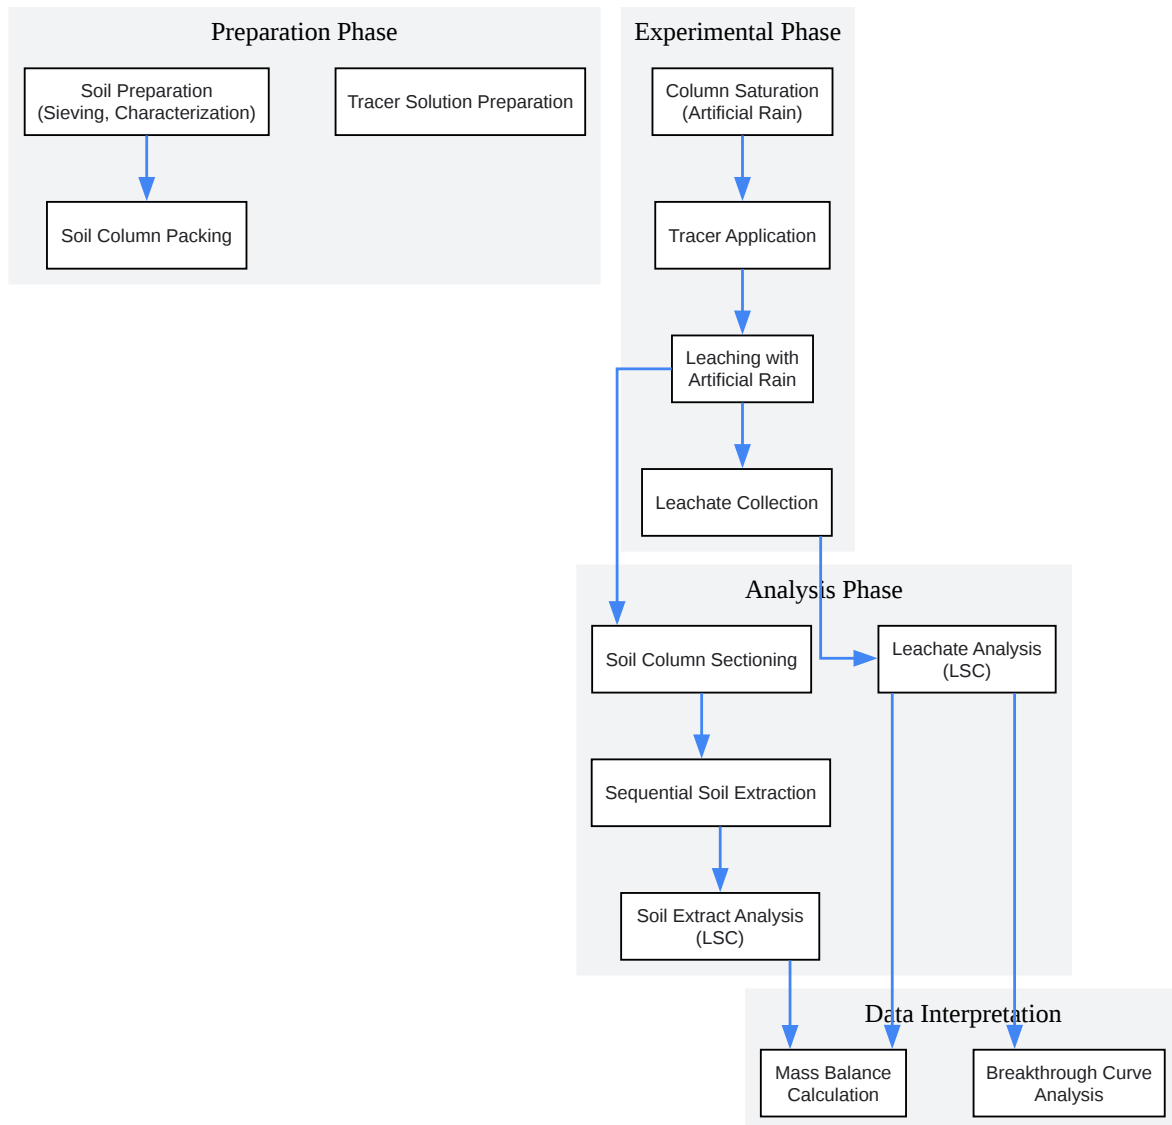 Preparation Phase
Soil Preparation
(Sieving, Characterization)
Tracer Solution Preparation
Soil Column Packing
Experimental Phase
Column Saturation
(Artificial Rain)
Tracer Application
Leaching with
Artificial Rain
Leachate Collection
Analysis Phase
Soil Column Sectioning
Leachate Analysis
(LSC)
Sequential Soil Extraction
Soil Extract Analysis
(LSC)
Data Interpretation
Mass Balance
Calculation
Breakthrough Curve
Analysis